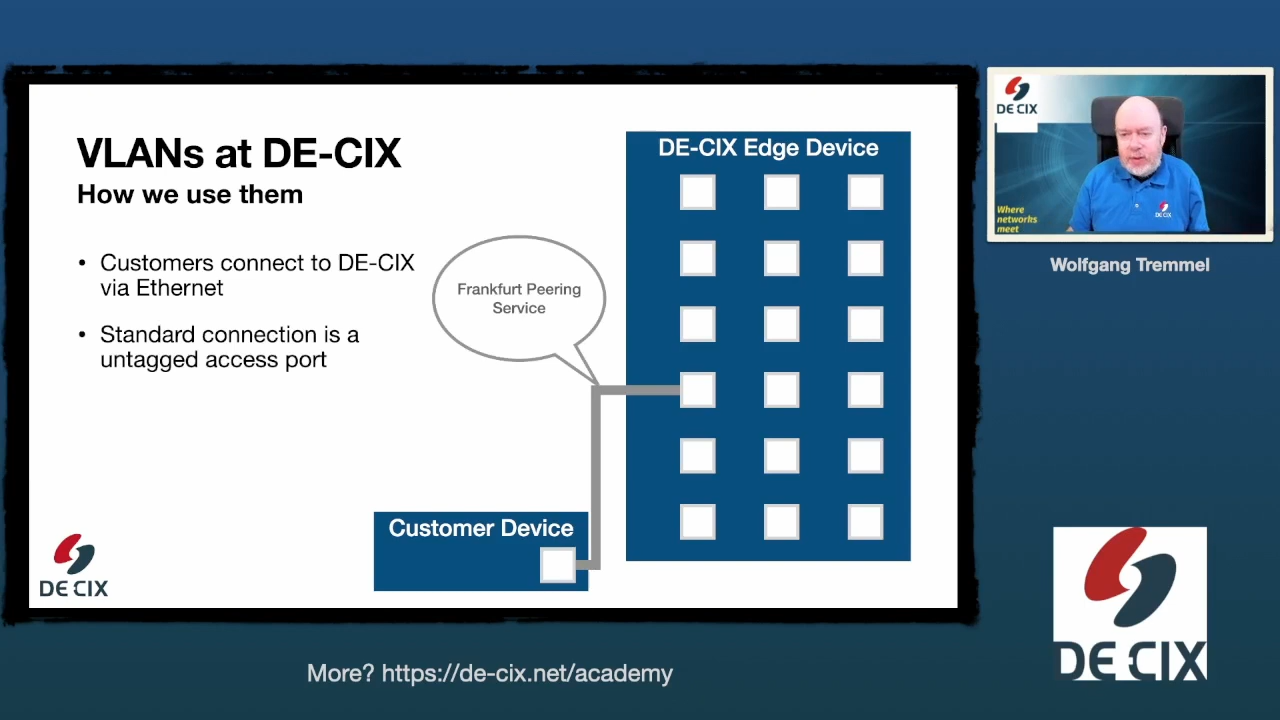 VLANs at DE-CIX
How we use them
• Customers connect to DE-CIX
via Ethernet
• Standard connection is a
untagged access port
Frankfurt Peering
Service
DE-CIX Edge Device
Customer Device
DE CIX
DE CIX
Where
networks
meet
DE CIX
Wolfgang Tremmel
DE-CIX
More? https://de-cix.net/academy